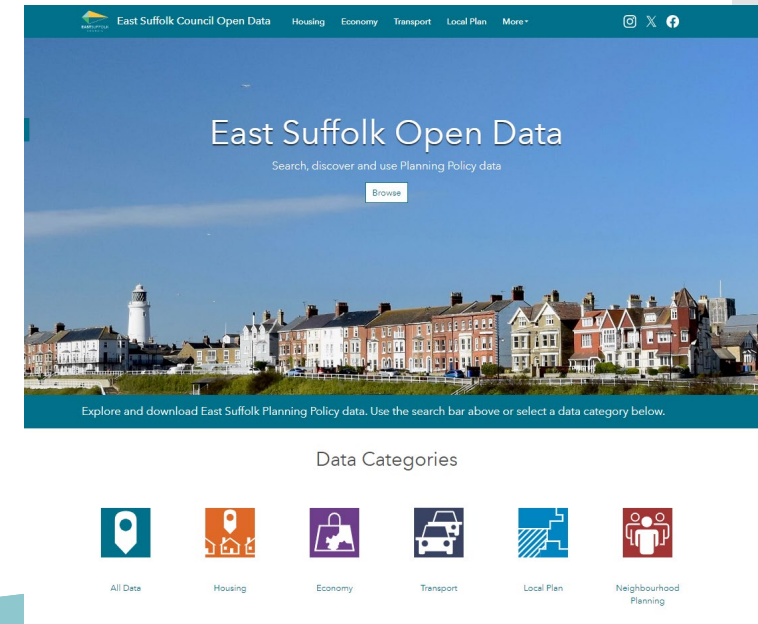 EASTSUFFOLK
COUNCIL
East Suffolk Council Open Data
Housing Economy Transport Local Plan More
East Suffolk Open Data
Search, discover and use Planning Policy data
Browse
Explore and download East Suffolk Planning Policy data. Use the search bar above or select a data category below.
Data Categories
All Data Housing Economy Transport Local Plan Neighbourhood
Planning